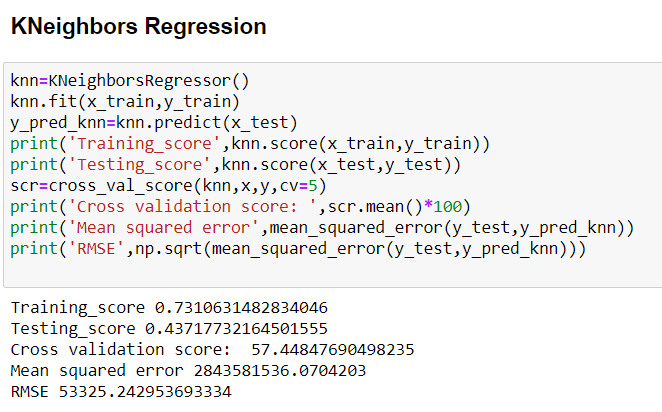 KNeighbors Regression
knn=KNeighborsRegressor()
knn.fit(x_train,y_train)
y_pred_knn=knn.predict(x_test)
print('Training_score',knn.score(x_train,y_train))
print('Testing_score',knn.score(x_test,y_test))
scr=cross_val_score(knn,x,y,cv=5)
print('Cross validation score: ',scr.mean()*100)
print('Mean squared error',mean_squared_error(y_test,y_pred_knn))
print('RMSE',np.sqrt(mean_squared_error(y_test,y_pred_knn)))
Training_score 0.7310631482834046
Testing_score 0.43717732164501555
Cross validation score:  57.44847690498235
Mean squared error 2843581536.0704203
RMSE 53325.242953693334